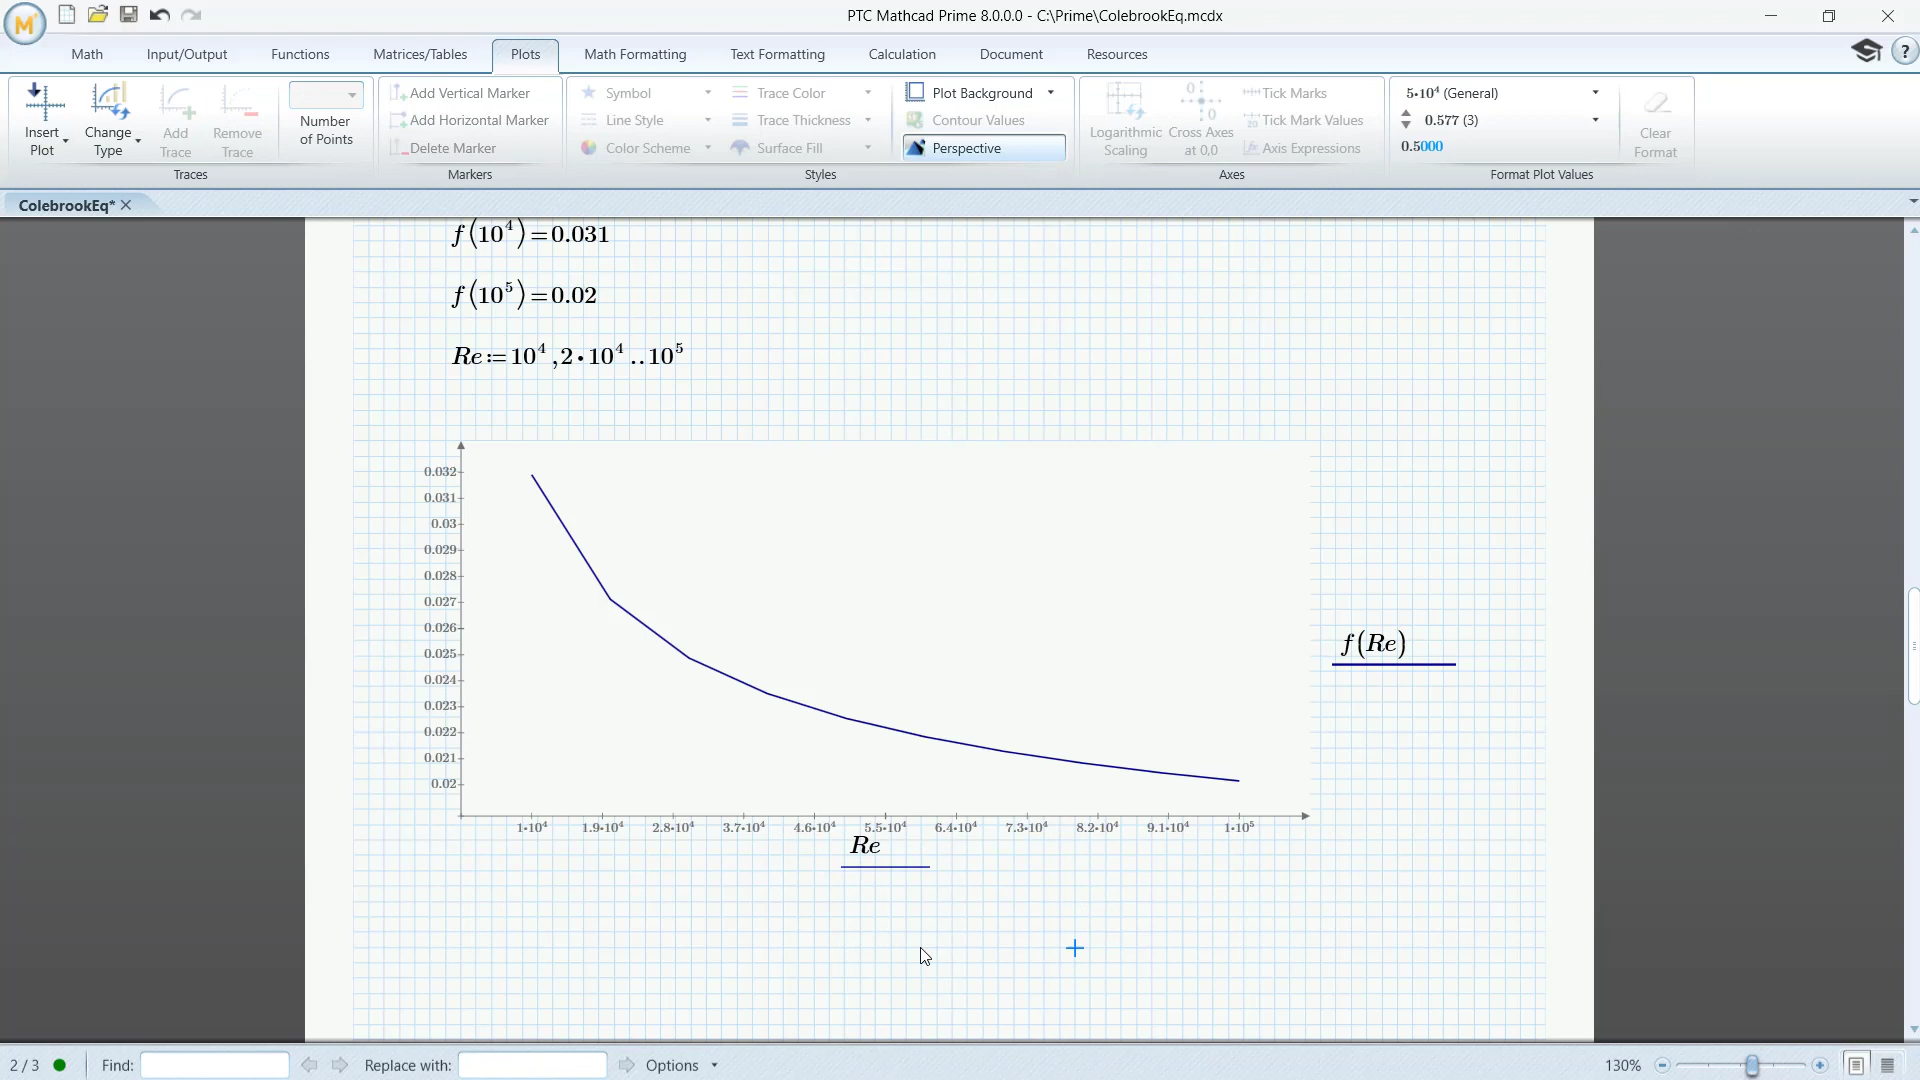 PTC Mathcad Prime 8.0.0.0 - C:\Prime\ColebrookEq.mcdx
Math Input/Output Functions Matrices/Tables Plots Math Formatting Text Formatting Calculation Document Resources
Insert Plot
Change Type
Add Trace
Remove Trace
Number of Points
Traces
Add Vertical Marker
Add Horizontal Marker
Delete Marker
Markers
Symbol
Line Style
Color Scheme
Trace Color
Trace Thickness
Surface Fill
Plot Background
Contour Values
Perspective
Styles
Logarithmic Scaling
Cross Axes at 0,0
Tick Marks
Tick Mark Values
Axis Expressions
Axes
5•10⁴ (General)
0.577 (3)
0.5000
Format Plot Values
Clear Format
ColebrookEq*
f(10⁴)=0.031
f(10⁵)=0.02
Re≔10⁴,2•10⁴..10⁵
0.032
0.031
0.03
0.029
0.028
0.027
0.026
0.025
0.024
0.023
0.022
0.021
0.02
f(Re)
1•10⁴ 1.9•10⁴ 2.8•10⁴ 3.7•10⁴ 4.6•10⁴ 5.5•10⁴ 6.4•10⁴ 7.3•10⁴ 8.2•10⁴ 9.1•10⁴ 1•10⁵
Re
2 / 3 Find: Replace with: Options 130%